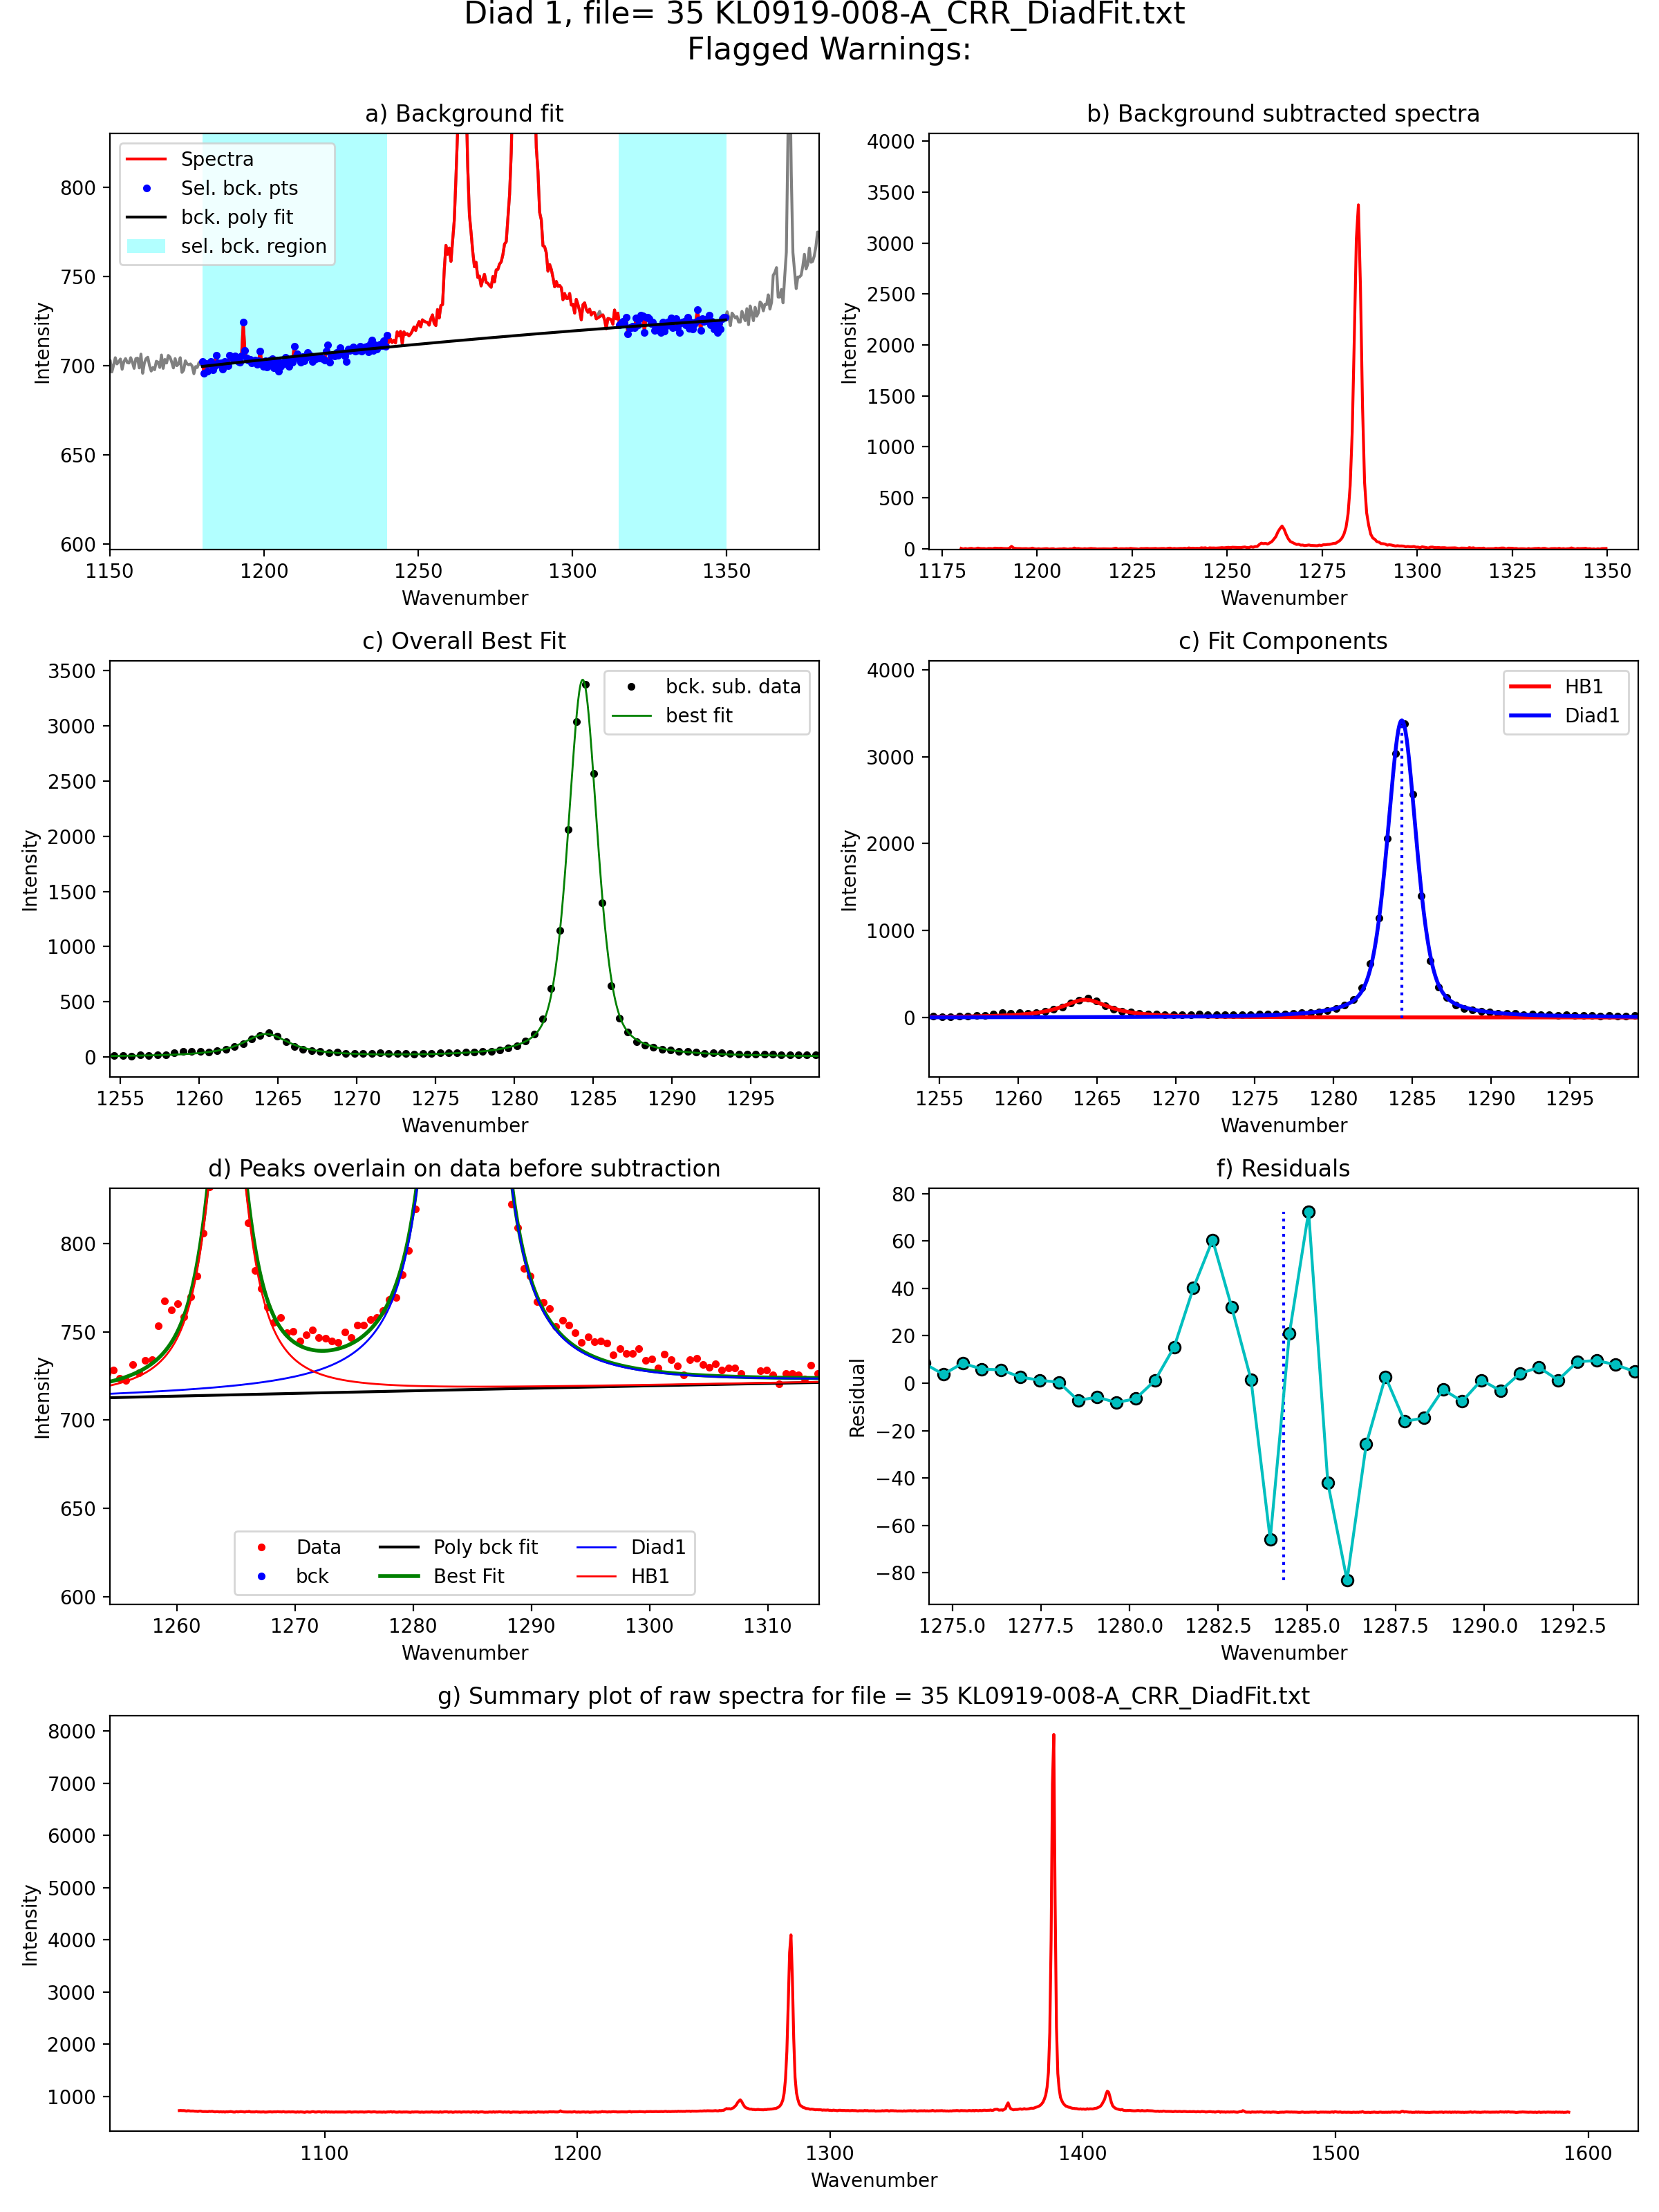 Diad 1, file= 35 KL0919-008-A_CRR_DiadFit.txt
Flagged Warnings:
a) Background fit
Spectra
Sel. bck. pts
bck. poly fit
sel. bck. region
800
750
700
650
600
Intensity
1150 1200 1250 1300 1350
Wavenumber
b) Background subtracted spectra
4000
3500
3000
2500
2000
1500
1000
500
0
Intensity
1175 1200 1225 1250 1275 1300 1325 1350
Wavenumber
c) Overall Best Fit
bck. sub. data
best fit
3500
3000
2500
2000
1500
1000
500
0
Intensity
1255 1260 1265 1270 1275 1280 1285 1290 1295
Wavenumber
c) Fit Components
HB1
Diad1
4000
3000
2000
1000
0
Intensity
1255 1260 1265 1270 1275 1280 1285 1290 1295
Wavenumber
d) Peaks overlain on data before subtraction
800
750
700
650
600
Intensity
Data Poly bck fit Diad1
bck Best Fit HB1
1260 1270 1280 1290 1300 1310
Wavenumber
f) Residuals
80
60
40
20
0
−20
−40
−60
−80
Residual
1275.0 1277.5 1280.0 1282.5 1285.0 1287.5 1290.0 1292.5
Wavenumber
g) Summary plot of raw spectra for file = 35 KL0919-008-A_CRR_DiadFit.txt
8000
7000
6000
5000
4000
3000
2000
1000
Intensity
1100 1200 1300 1400 1500 1600
Wavenumber